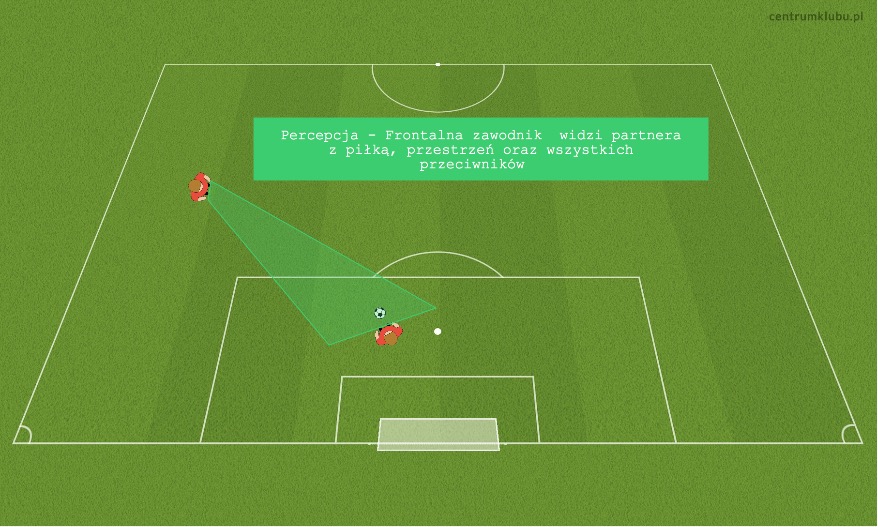 centrumklubu.pl
Percepcja - Frontalna zawodnik widzi partnera
z piłką, przestrzeń oraz wszystkich
przeciwników